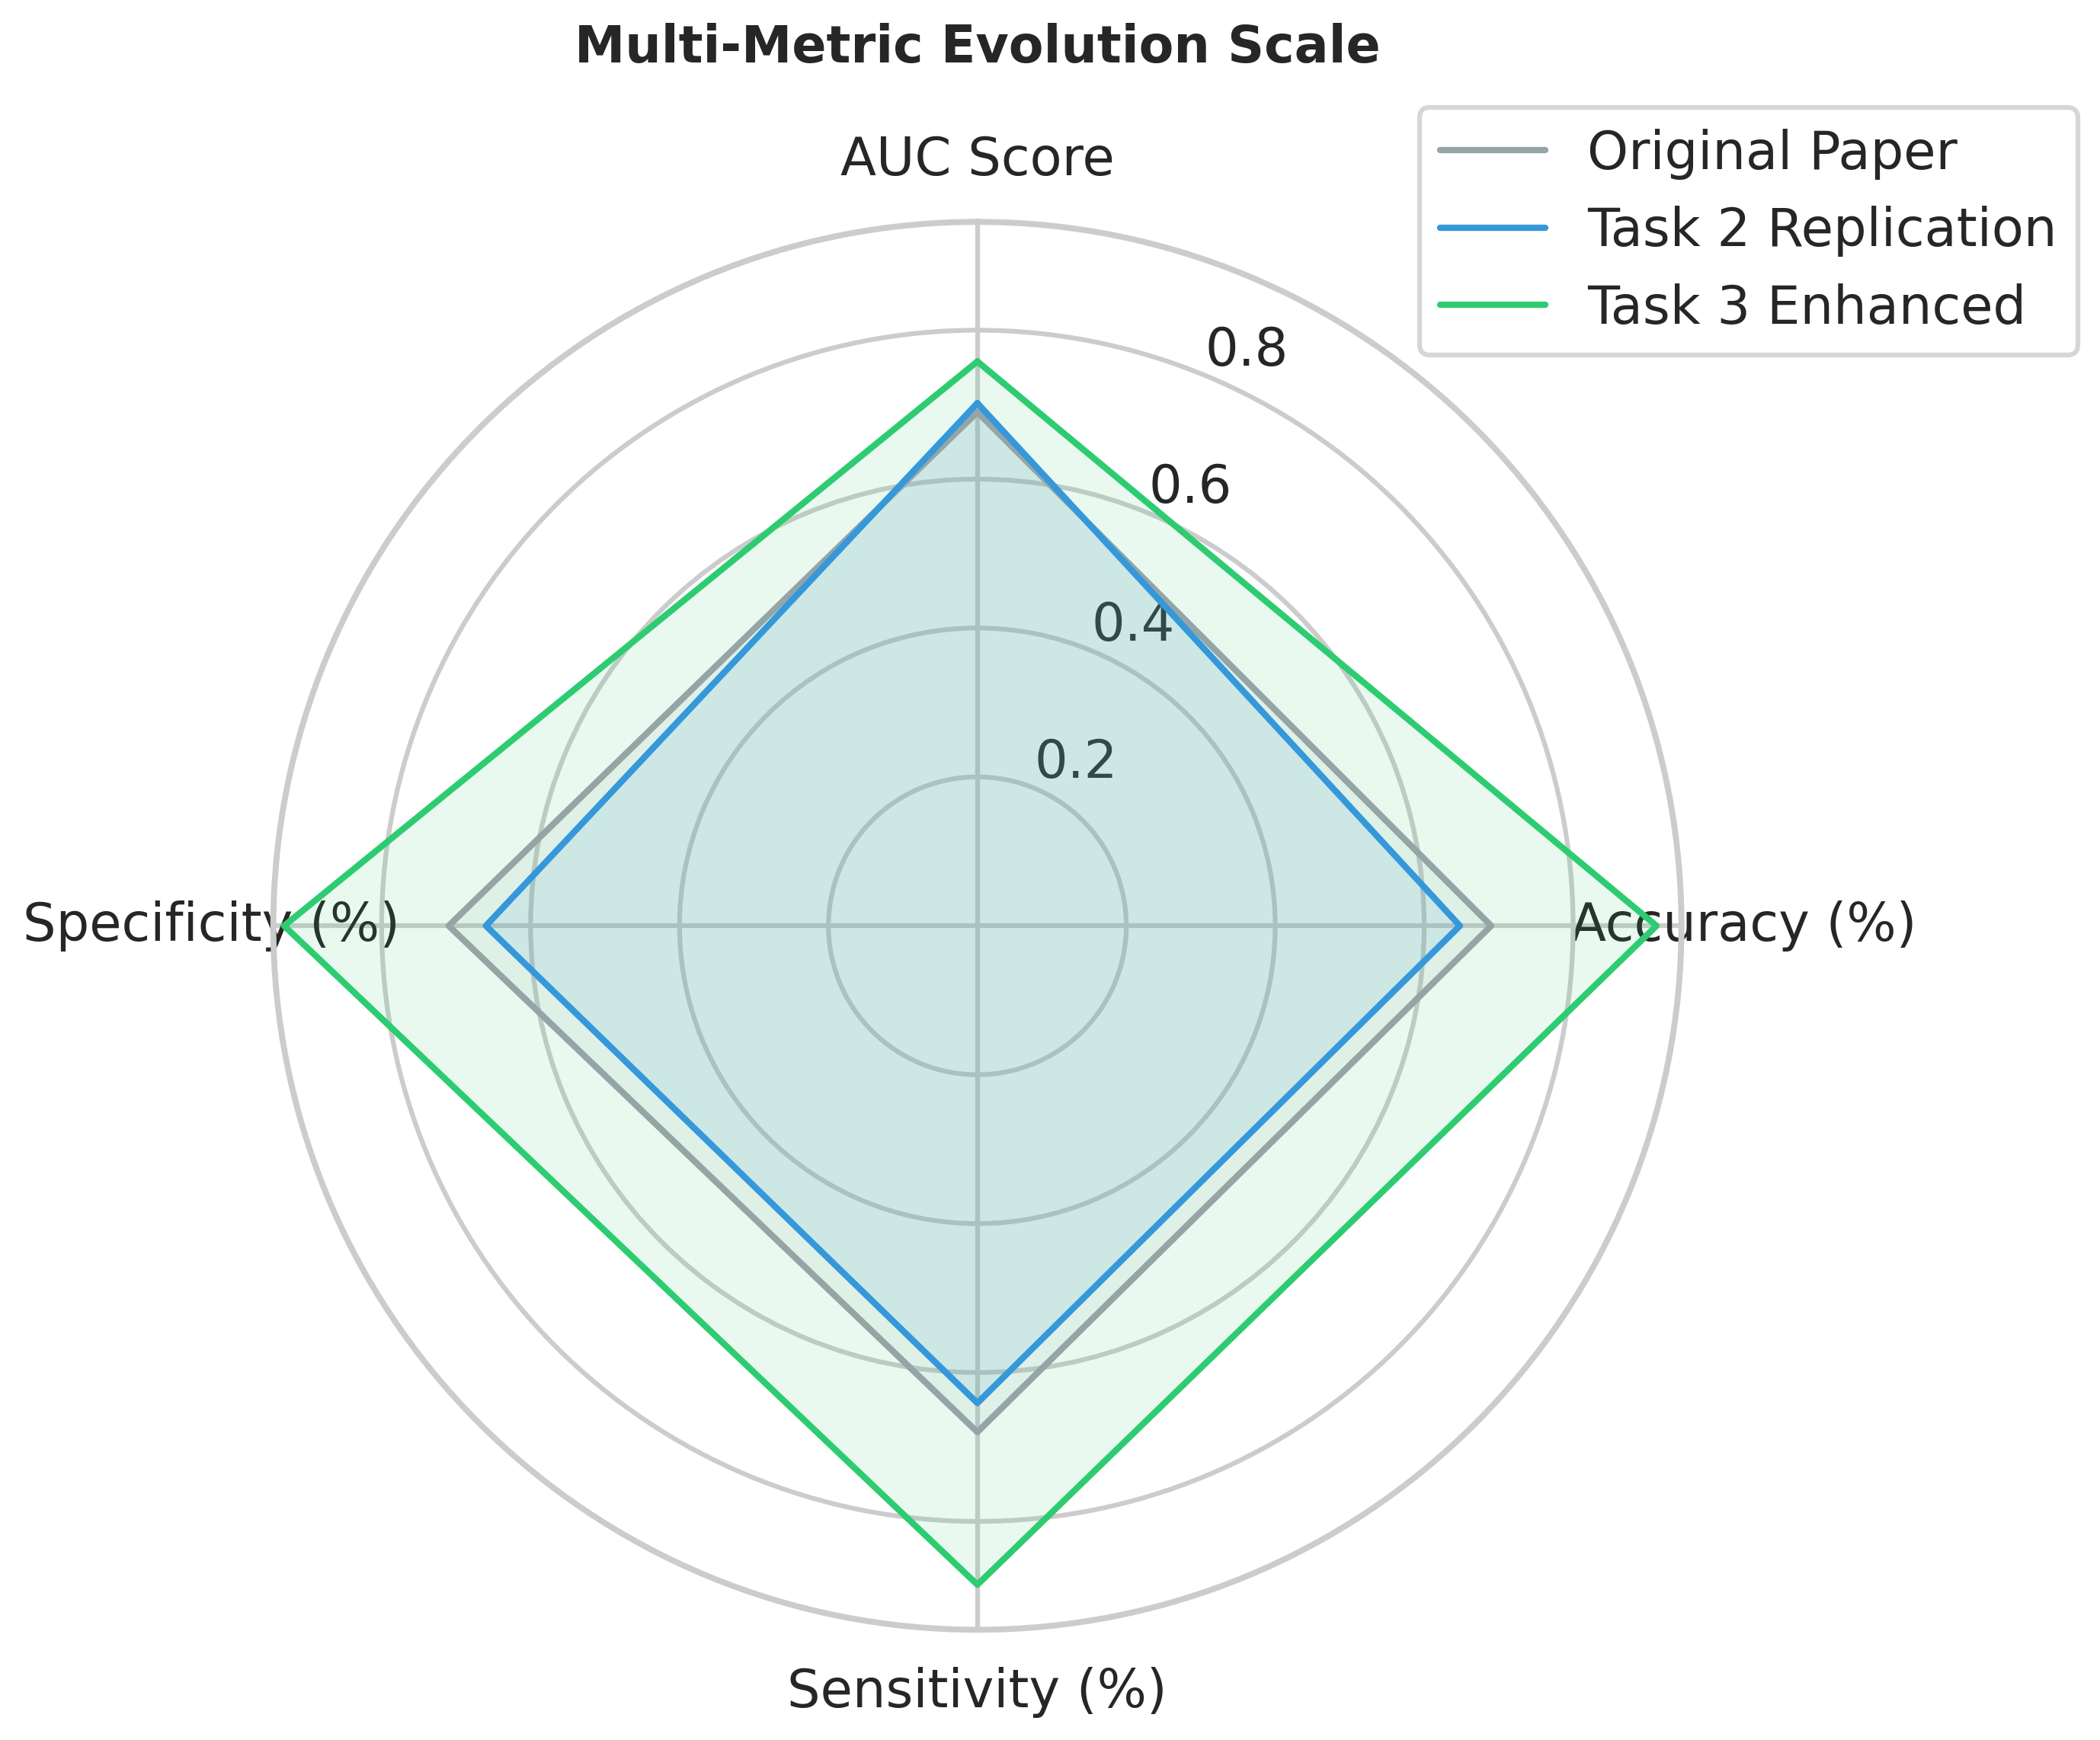 Multi-Metric Evolution Scale
AUC Score
Original Paper
Task 2 Replication
Task 3 Enhanced
0.8
0.6
0.4
0.2
Specificity (%)
Accuracy (%)
Sensitivity (%)